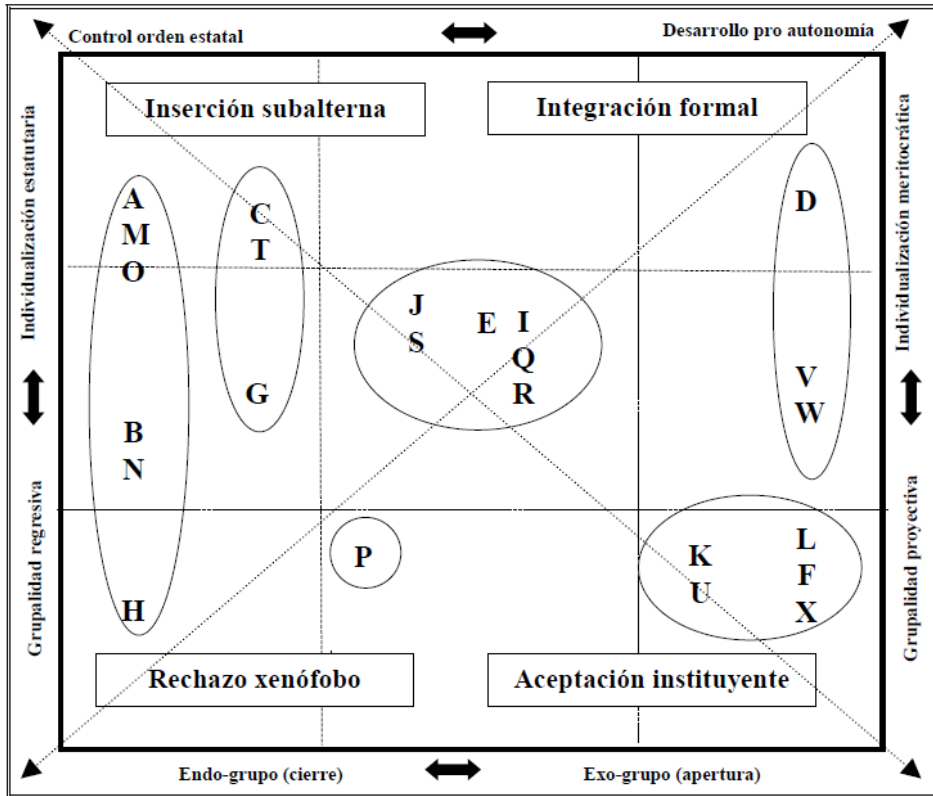 Control orden estatal
Desarrollo pro autonomía
Inserción subalterna
Integración formal
Individualización estatutaria
Individualización meritocrática
A
M
O
C
T
D
J
S
E
I
Q
R
G
V
W
B
N
Grupalidad regresiva
Grupalidad proyectiva
P
K
U
L
F
X
H
Rechazo xenófobo
Aceptación instituyente
Endo-grupo (cierre)
Exo-grupo (apertura)